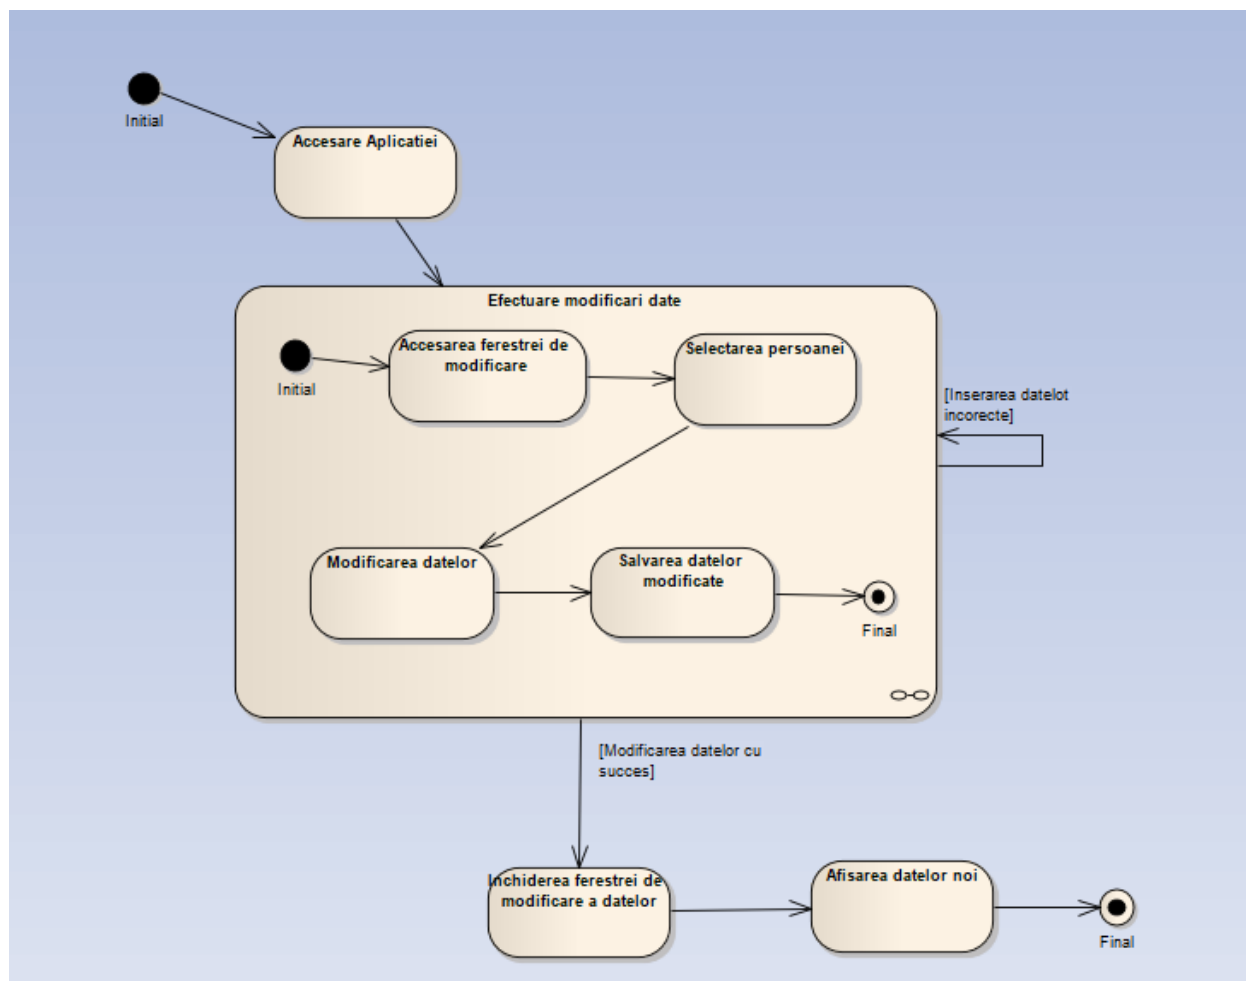 Initial
Accesare Aplicatiei
Efectuare modificari date
Initial
Accesarea ferestrei de
modificare
Selectarea persoanei
[Inserarea datelot
incorecte]
Modificarea datelor
Salvarea datelor
modificate
Final
[Modificarea datelor cu
succes]
Inchiderea ferestrei de
modificare a datelor
Afisarea datelor noi
Final